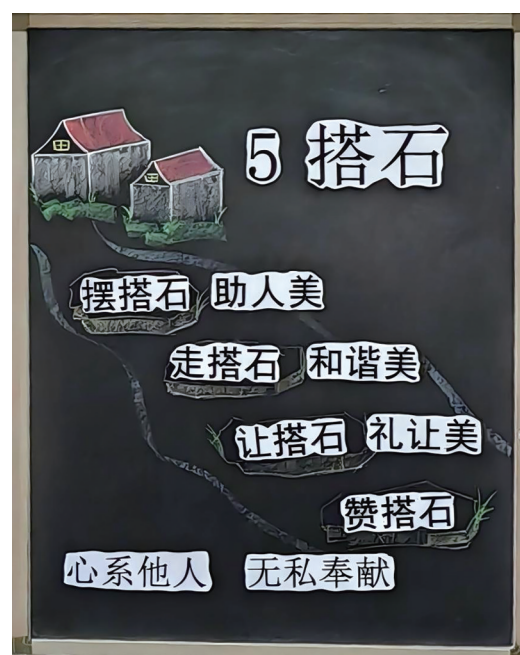 5 搭石
摆搭石 助人美
走搭石 和谐美
让搭石 礼让美
赞搭石
心系他人 无私奉献